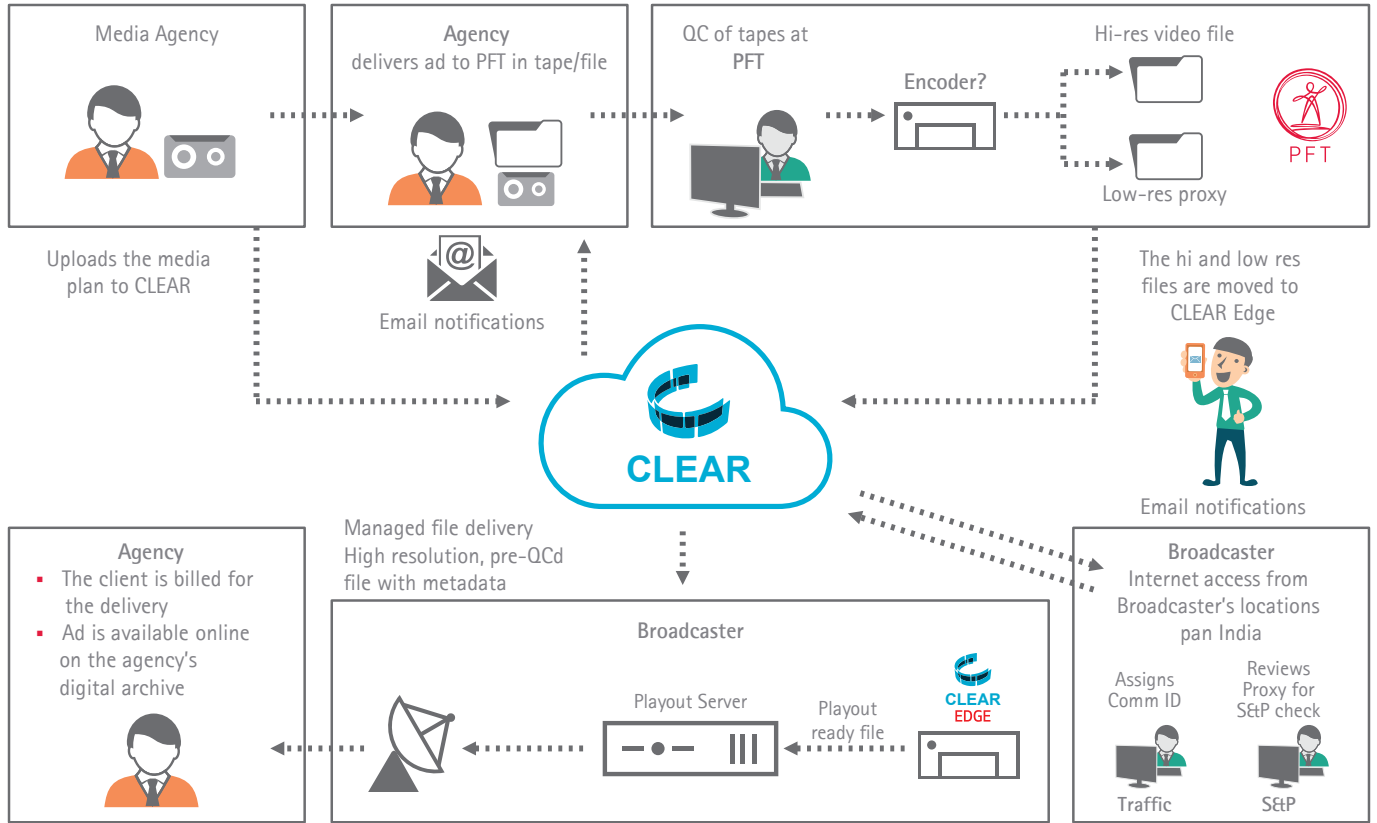 Media Agency
Agency
delivers ad to PFT in tape/file
QC of tapes at
PFT
Encoder?
Hi-res video file
Low-res proxy
PFT
Uploads the media
plan to CLEAR
@
Email notifications
The hi and low res
files are moved to
CLEAR Edge
Email notifications
CLEAR
Managed file delivery
High resolution, pre-QCd
file with metadata
Agency
▪ The client is billed for
the delivery
▪ Ad is available online
on the agency's
digital archive
Broadcaster
Playout Server
Playout
ready file
CLEAR
EDGE
Broadcaster
Internet access from
Broadcaster's locations
pan India
Assigns
Comm ID
Traffic
Reviews
Proxy for
S&P check
S&P